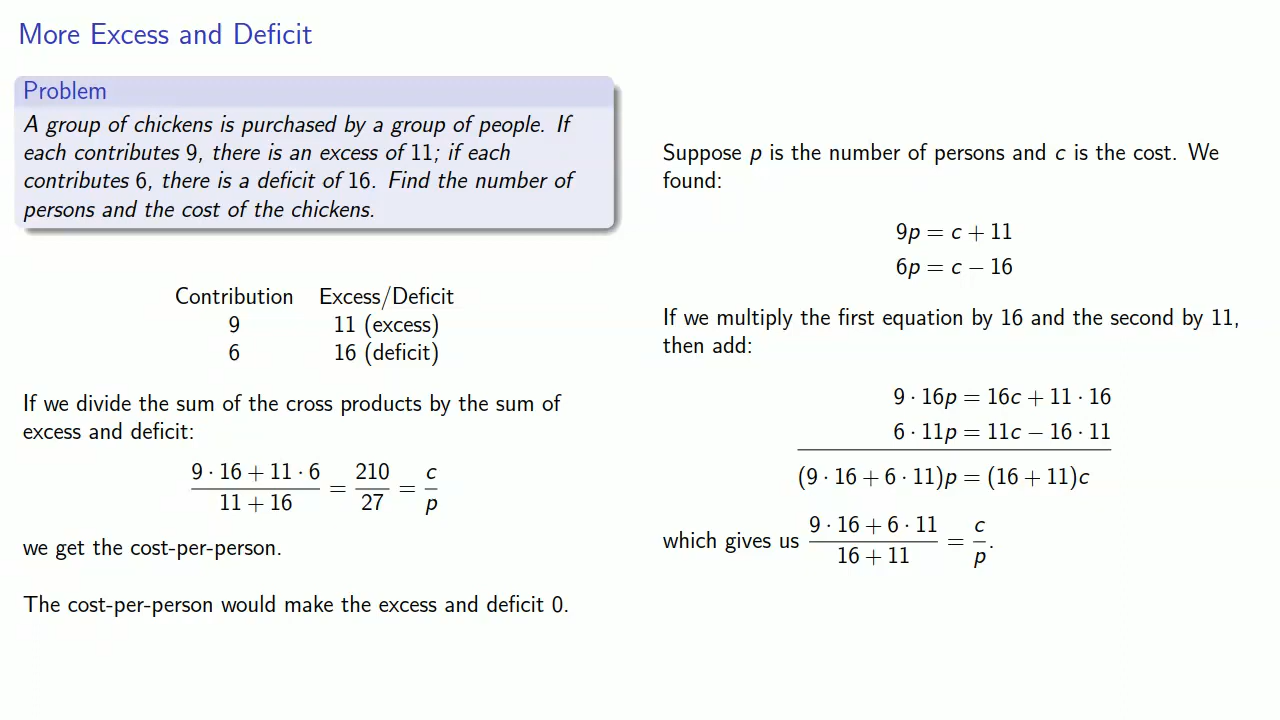 More Excess and Deficit
Problem
A group of chickens is purchased by a group of people. If
each contributes 9, there is an excess of 11; if each
contributes 6, there is a deficit of 16. Find the number of
persons and the cost of the chickens.
Contribution Excess/Deficit
9 11 (excess)
6 16 (deficit)
If we divide the sum of the cross products by the sum of
excess and deficit:
(9 · 16 + 11 · 6)/(11 + 16) = 210/27 = c/p
we get the cost-per-person.
The cost-per-person would make the excess and deficit 0.
Suppose p is the number of persons and c is the cost. We
found:
9p = c + 11
6p = c − 16
If we multiply the first equation by 16 and the second by 11,
then add:
9 · 16p = 16c + 11 · 16
6 · 11p = 11c − 16 · 11
(9 · 16 + 6 · 11)p = (16 + 11)c
which gives us (9 · 16 + 6 · 11)/(16 + 11) = c/p.